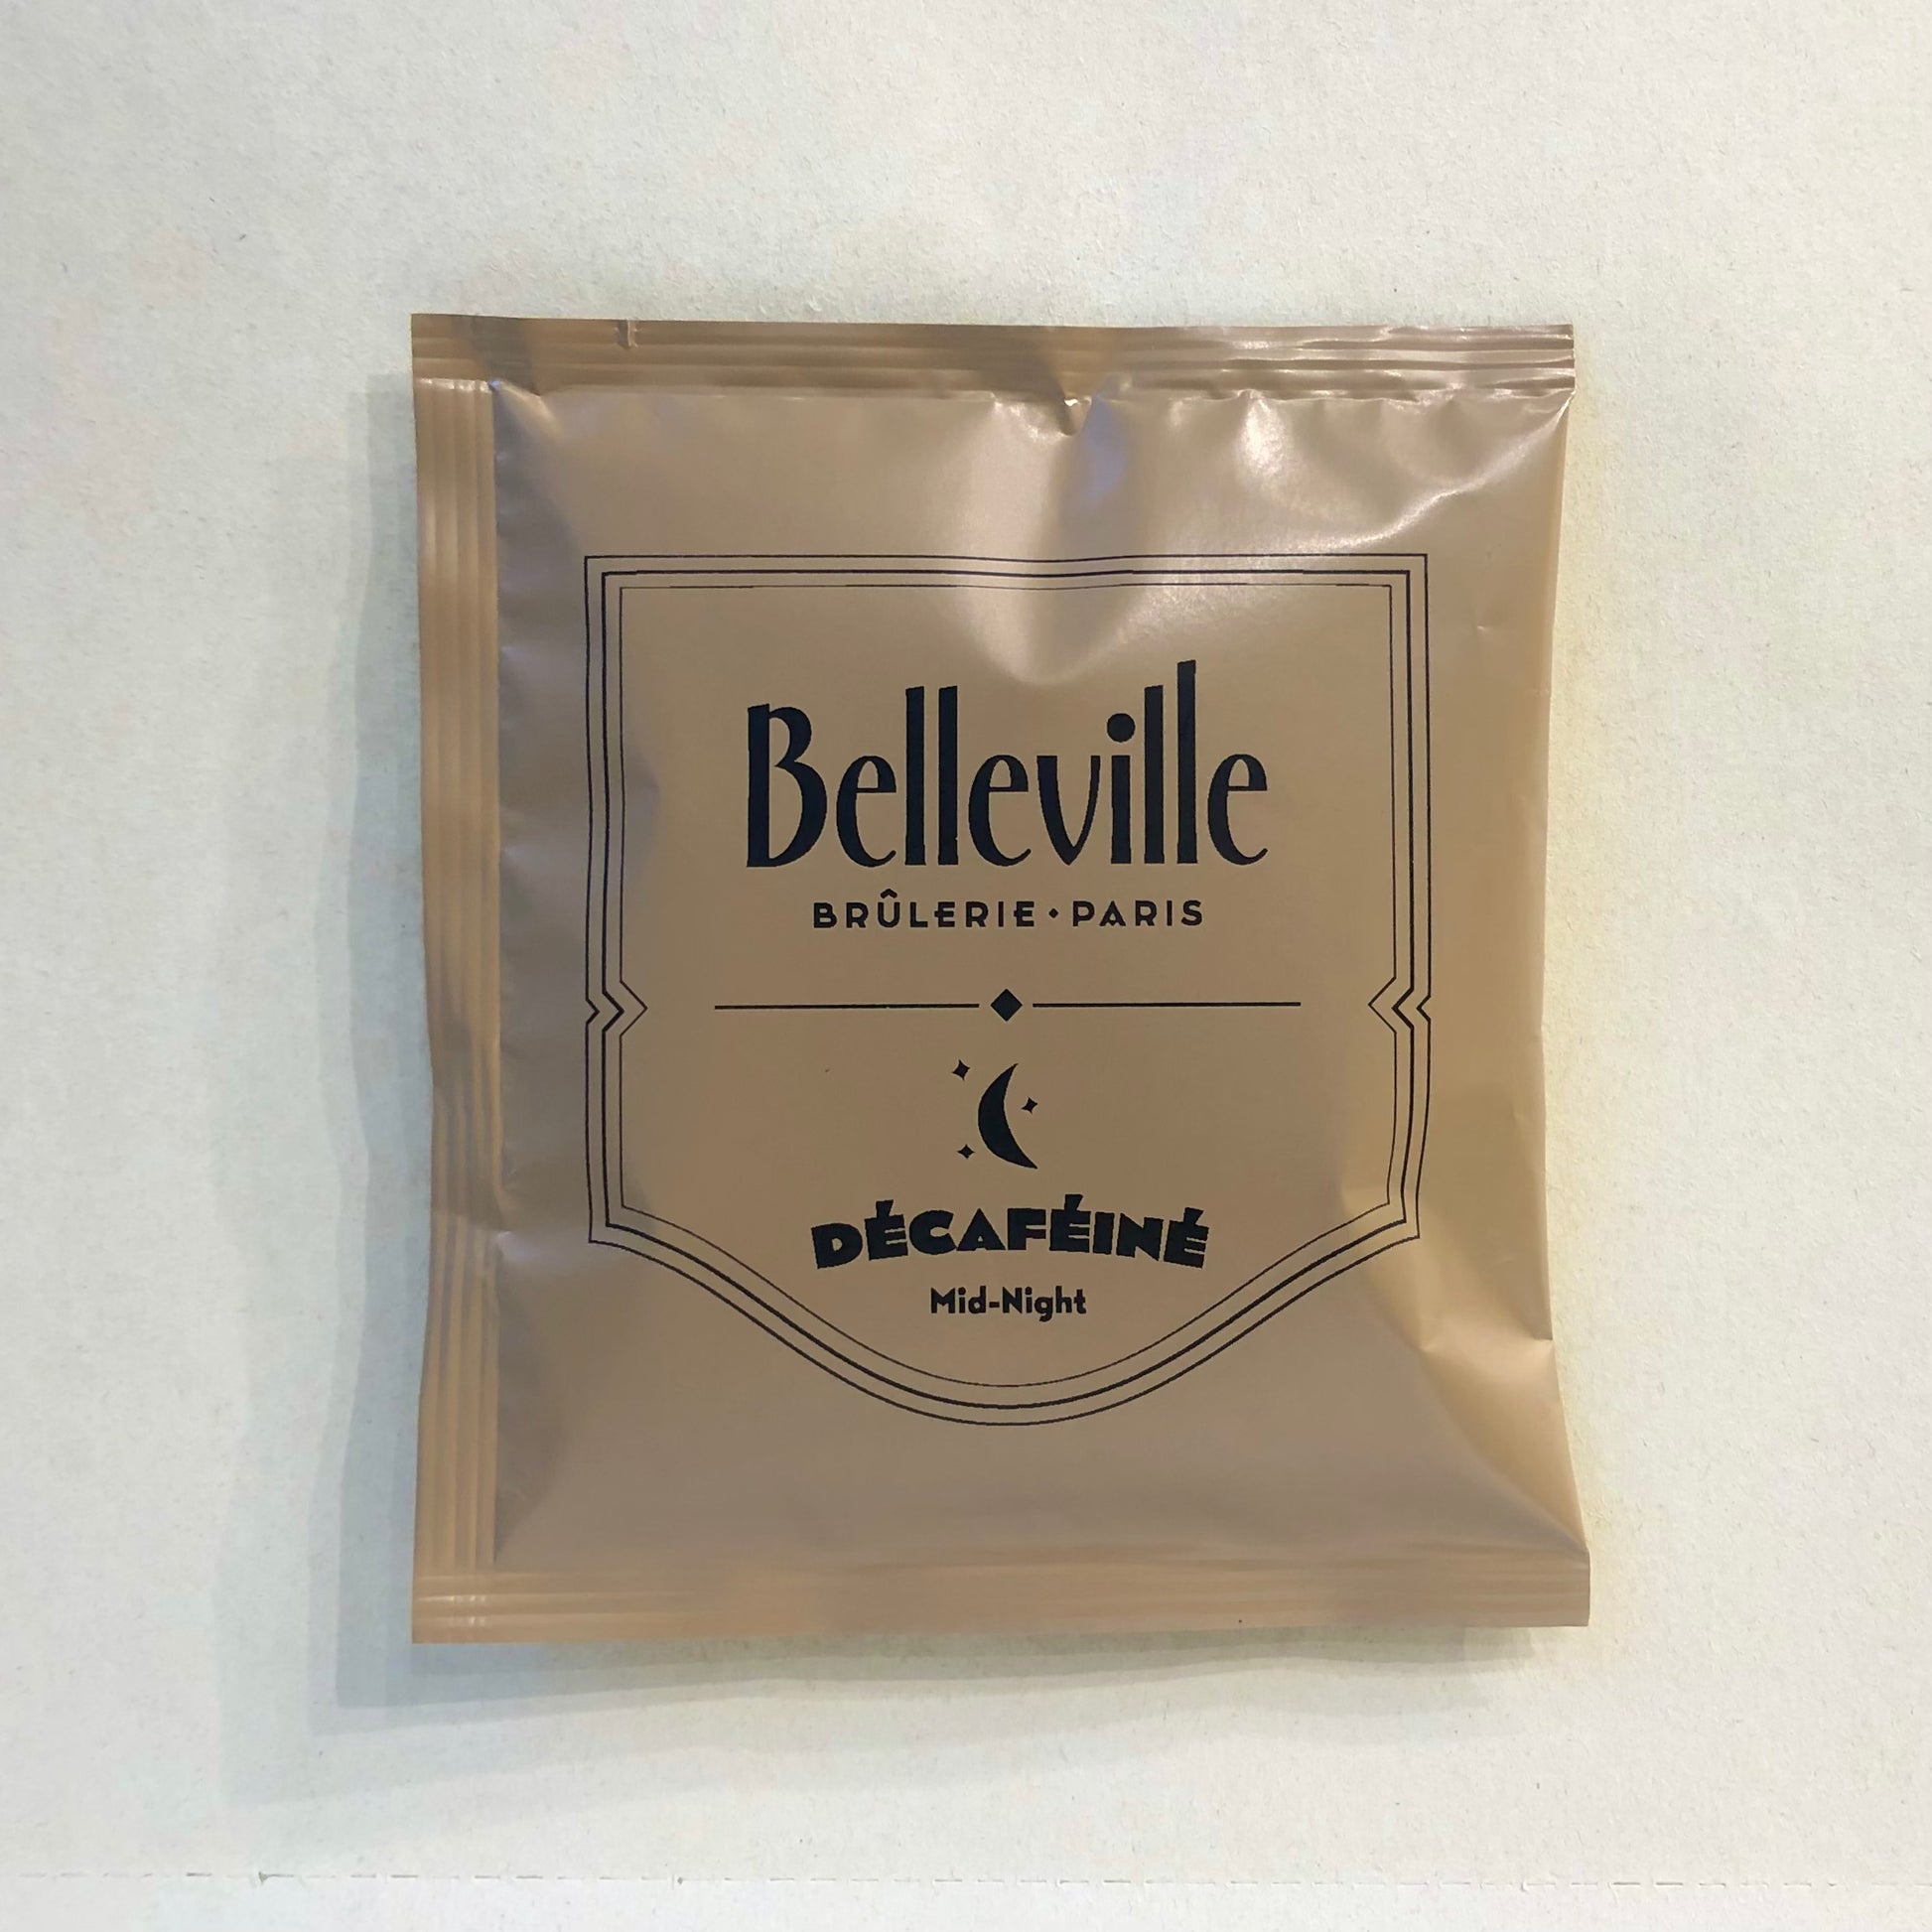 Belleville
BRÛLERIE • PARIS
DÉCAFÉINÉ
Mid-Night